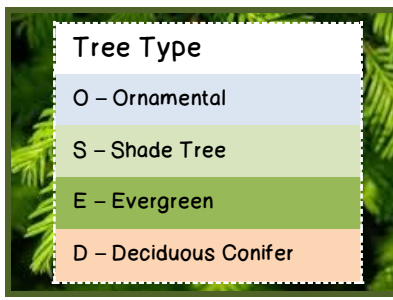 Tree Type
O – Ornamental
S – Shade Tree
E – Evergreen
D – Deciduous Conifer